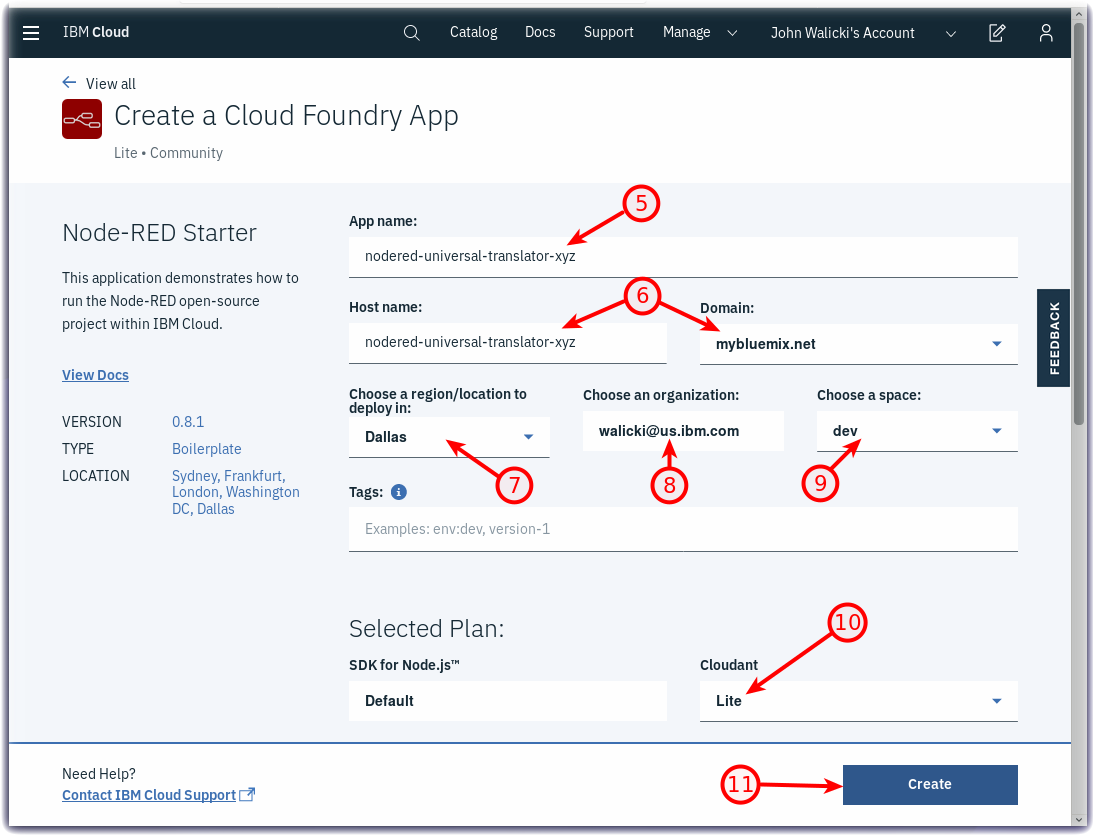 IBM Cloud
Catalog
Docs
Support
Manage
John Walicki's Account
View all
Create a Cloud Foundry App
Lite • Community
Node-RED Starter
This application demonstrates how to
run the Node-RED open-source
project within IBM Cloud.
View Docs
VERSION 0.8.1
TYPE Boilerplate
LOCATION Sydney, Frankfurt,
London, Washington
DC, Dallas
5
App name:
nodered-universal-translator-xyz
6
Host name:
nodered-universal-translator-xyz
Domain:
mybluemix.net
Choose a region/location to
deploy in:
Dallas
7
Choose an organization:
walicki@us.ibm.com
8
Choose a space:
dev
9
Tags:
i
Examples: env:dev, version-1
Selected Plan:
SDK for Node.js™
Default
10
Cloudant
Lite
FEEDBACK
Need Help?
Contact IBM Cloud Support
11
Create